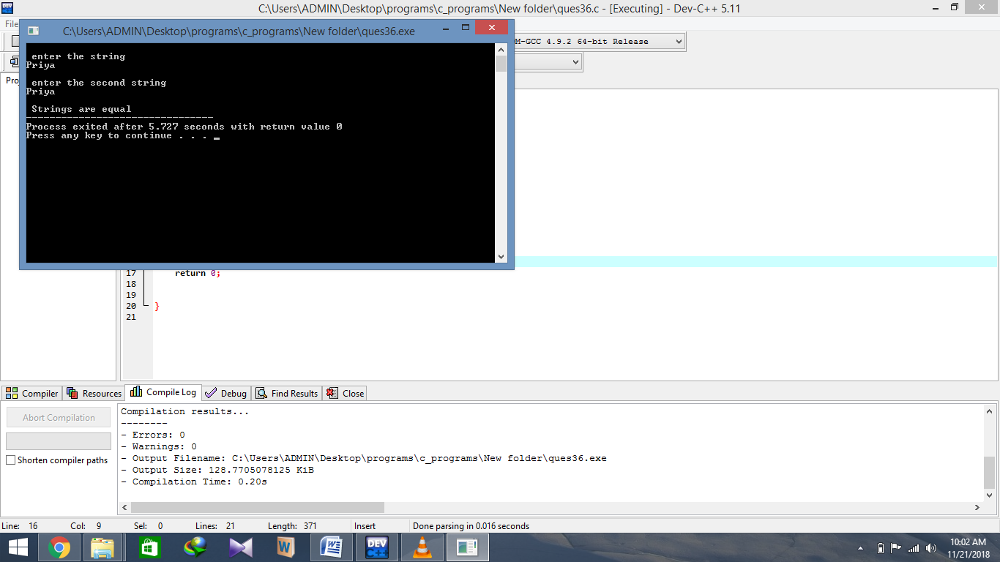 C:\Users\ADMIN\Desktop\programs\c_programs\New folder\ques36.c - [Executing] - Dev-C++ 5.11
File
C:\Users\ADMIN\Desktop\programs\c_programs\New folder\ques36.exe
M-GCC 4.9.2 64-bit Release
enter the string
Priya
enter the second string
Priya
Strings are equal
--------------------------------
Process exited after 5.727 seconds with return value 0
Press any key to continue . . . _
17 return 0;
18
19
20 }
21
Compiler Resources Compile Log Debug Find Results Close
Abort Compilation
Shorten compiler paths
Compilation results...
--------
- Errors: 0
- Warnings: 0
- Output Filename: C:\Users\ADMIN\Desktop\programs\c_programs\New folder\ques36.exe
- Output Size: 128.7705078125 KiB
- Compilation Time: 0.20s
Line: 16 Col: 9 Sel: 0 Lines: 21 Length: 371 Insert Done parsing in 0.016 seconds
DEV C++
10:02 AM
11/21/2018